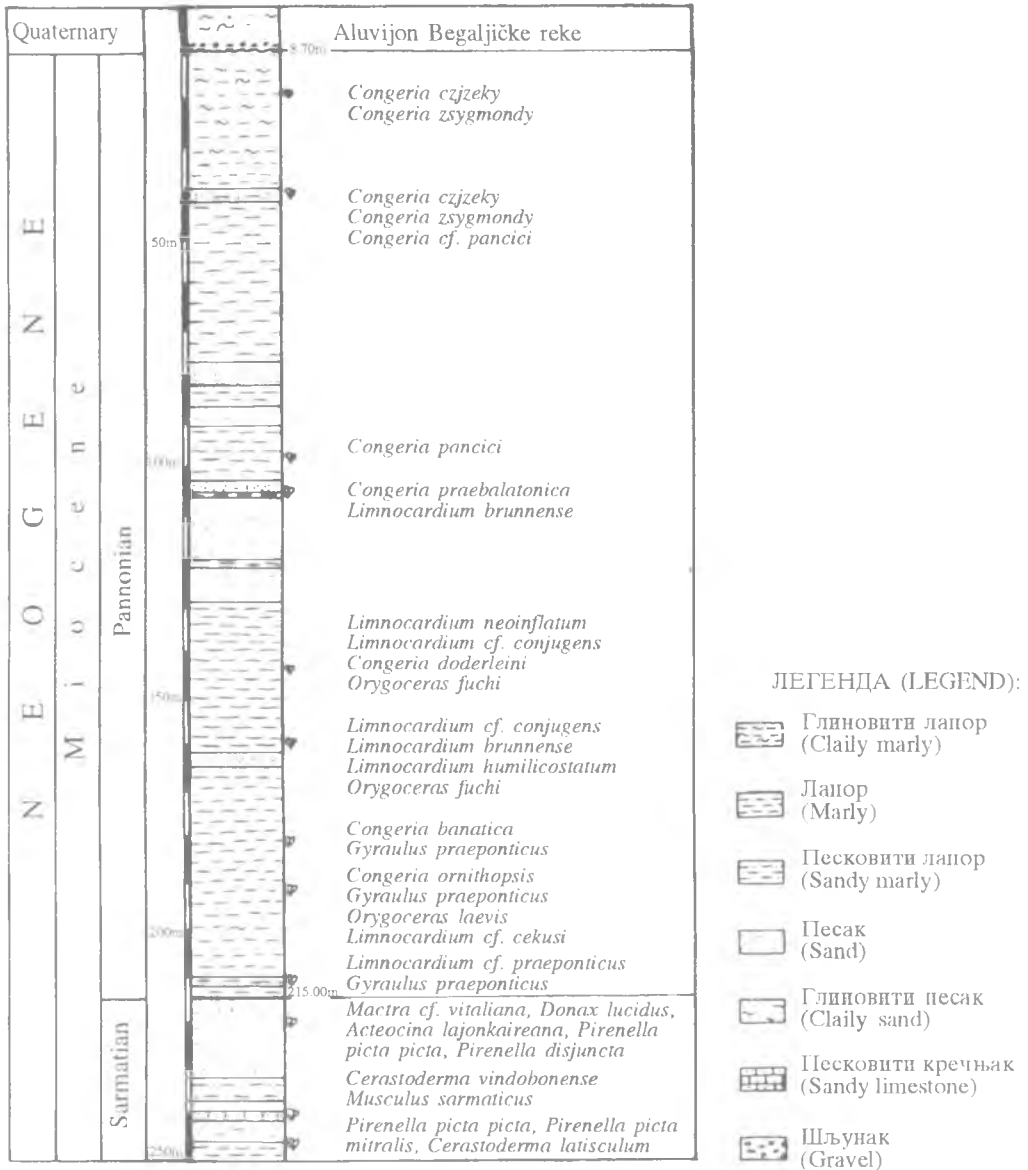 Quaternary
Aluvijon Begaljičke reke
8.70m
NEOGENE
Miocene
Pannonian
Sarmatian
Congeria czjzeky
Congeria zsygmondy
Congeria czjzeky
Congeria zsygmondy
Congeria cf. pancici
50m
Congeria pancici
Congeria praebalatonica
Limnocardium brunnense
Limnocardium neoinflatum
Limnocardium cf. conjugens
Congeria doderleini
Orygoceras fuchi
150m
Limnocardium cf. conjugens
Limnocardium brunnense
Limnocardium humilicostatum
Orygoceras fuchi
Congeria banatica
Gyraulus praeponticus
Congeria ornithopsis
Gyraulus praeponticus
Orygoceras laevis
Limnocardium cf. cekusi
200m
Limnocardium cf. praeponticus
Gyraulus praeponticus
215.00m
Mactra cf. vitaliana, Donax lucidus,
Acteocina lajonkaireana, Pirenella
picta picta, Pirenella disjuncta
Cerastoderma vindobonense
Musculus sarmaticus
Pirenella picta picta, Pirenella picta
mitralis, Cerastoderma latisculum
250m
ЛЕГЕНДА (LEGEND):
Глиновити лапор
(Claily marly)
Лапор
(Marly)
Песковити лапор
(Sandy marly)
Песак
(Sand)
Глиновити песак
(Claily sand)
Песковити кречњак
(Sandy limestone)
Шљунак
(Gravel)